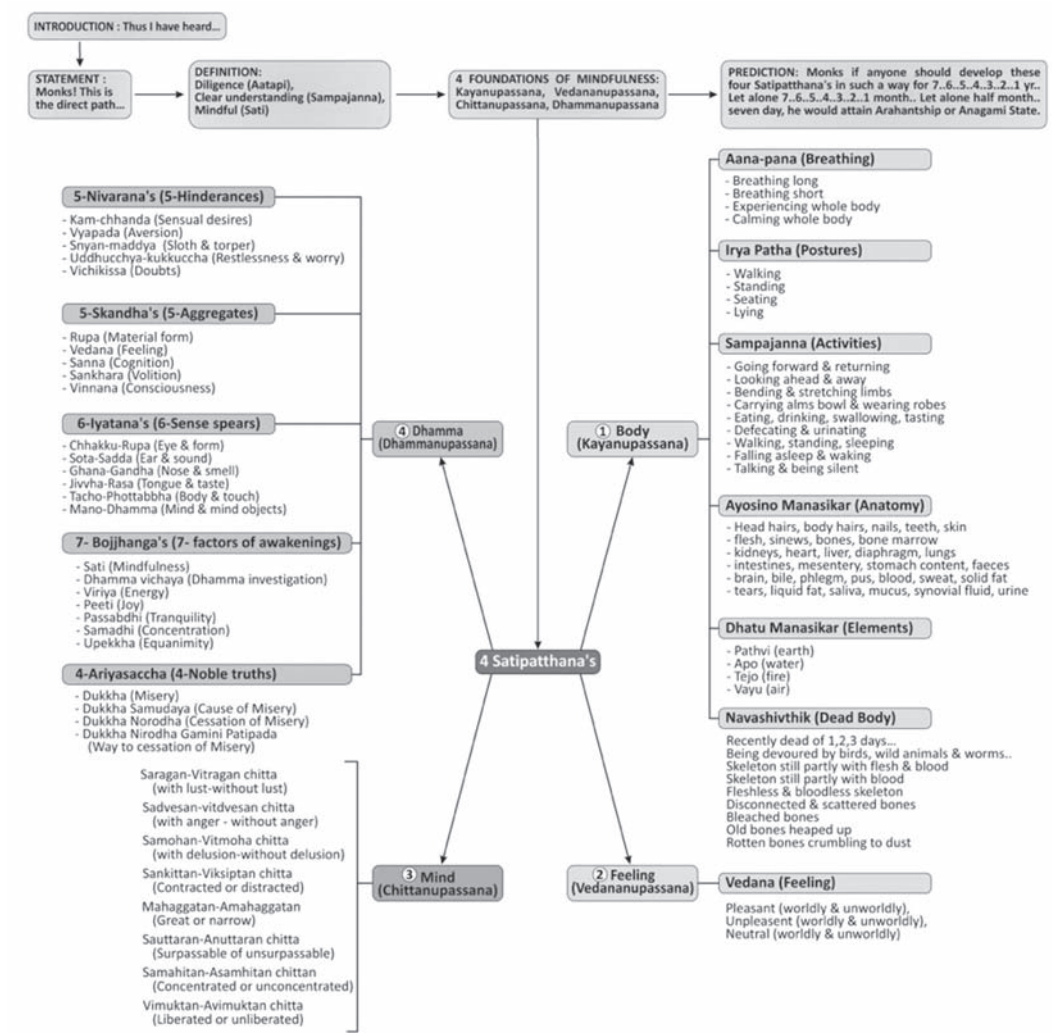 INTRODUCTION : Thus I have heard...
STATEMENT :
Monks! This is
the direct path...
DEFINITION:
Diligence (Aatapi),
Clear understanding (Sampajanna),
Mindful (Sati)
4 FOUNDATIONS OF MINDFULNESS:
Kayanupassana, Vedananupassana,
Chittanupassana, Dhammanupassana
PREDICTION: Monks if anyone should develop these
four Satipatthana's in such a way for 7..6..5..4..3..2..1 yr..
Let alone 7..6..5..4..3..2..1 month.. Let alone half month..
seven day, he would attain Arahantship or Anagami State.
5-Nivarana's (5-Hinderances)
- Kam-chhanda (Sensual desires)
- Vyapada (Aversion)
- Snyan-maddya (Sloth & torper)
- Uddhucchya-kukkuccha (Restlessness & worry)
- Vichikissa (Doubts)
5-Skandha's (5-Aggregates)
- Rupa (Material form)
- Vedana (Feeling)
- Sanna (Cognition)
- Sankhara (Volition)
- Vinnana (Consciousness)
6-Iyatana's (6-Sense spears)
- Chhakku-Rupa (Eye & form)
- Sota-Sadda (Ear & sound)
- Ghana-Gandha (Nose & smell)
- Jivvha-Rasa (Tongue & taste)
- Tacho-Phottabbha (Body & touch)
- Mano-Dhamma (Mind & mind objects)
7- Bojjhanga's (7- factors of awakenings)
- Sati (Mindfulness)
- Dhamma vichaya (Dhamma investigation)
- Viriya (Energy)
- Peeti (Joy)
- Passabdhi (Tranquility)
- Samadhi (Concentration)
- Upekkha (Equanimity)
4-Ariyasaccha (4-Noble truths)
- Dukkha (Misery)
- Dukkha Samudaya (Cause of Misery)
- Dukkha Norodha (Cessation of Misery)
- Dukkha Nirodha Gamini Patipada
(Way to cessation of Misery)
4 Dhamma
(Dhammanupassana)
1 Body
(Kayanupassana)
4 Satipatthana's
Aana-pana (Breathing)
- Breathing long
- Breathing short
- Experiencing whole body
- Calming whole body
Irya Patha (Postures)
- Walking
- Standing
- Seating
- Lying
Sampajanna (Activities)
- Going forward & returning
- Looking ahead & away
- Bending & stretching limbs
- Carrying alms bowl & wearing robes
- Eating, drinking, swallowing, tasting
- Defecating & urinating
- Walking, standing, sleeping
- Falling asleep & waking
- Talking & being silent
Ayosino Manasikar (Anatomy)
- Head hairs, body hairs, nails, teeth, skin
- flesh, sinews, bones, bone marrow
- kidneys, heart, liver, diaphragm, lungs
- intestines, mesentery, stomach content, faeces
- brain, bile, phlegm, pus, blood, sweat, solid fat
- tears, liquid fat, saliva, mucus, synovial fluid, urine
Dhatu Manasikar (Elements)
- Pathvi (earth)
- Apo (water)
- Tejo (fire)
- Vayu (air)
Navashivthik (Dead Body)
Recently dead of 1,2,3 days...
Being devoured by birds, wild animals & worms..
Skeleton still partly with flesh & blood
Skeleton still partly with blood
Fleshless & bloodless skeleton
Disconnected & scattered bones
Bleached bones
Old bones heaped up
Rotten bones crumbling to dust
Saragan-Vitragan chitta
(with lust-without lust)
Sadvesan-vitdvesan chitta
(with anger - without anger)
Samohan-Vitmoha chitta
(with delusion-without delusion)
Sankittan-Viksiptan chitta
(Contracted or distracted)
Mahaggatan-Amahaggatan
(Great or narrow)
Sauttaran-Anuttaran chitta
(Surpassable of unsurpassable)
Samahitan-Asamhitan chittan
(Concentrated or unconcentrated)
Vimuktan-Avimuktan chitta
(Liberated or unliberated)
3 Mind
(Chittanupassana)
2 Feeling
(Vedananupassana)
Vedana (Feeling)
Pleasant (worldly & unworldly),
Unpleasent (worldly & unworldly),
Neutral (worldly & unworldly)